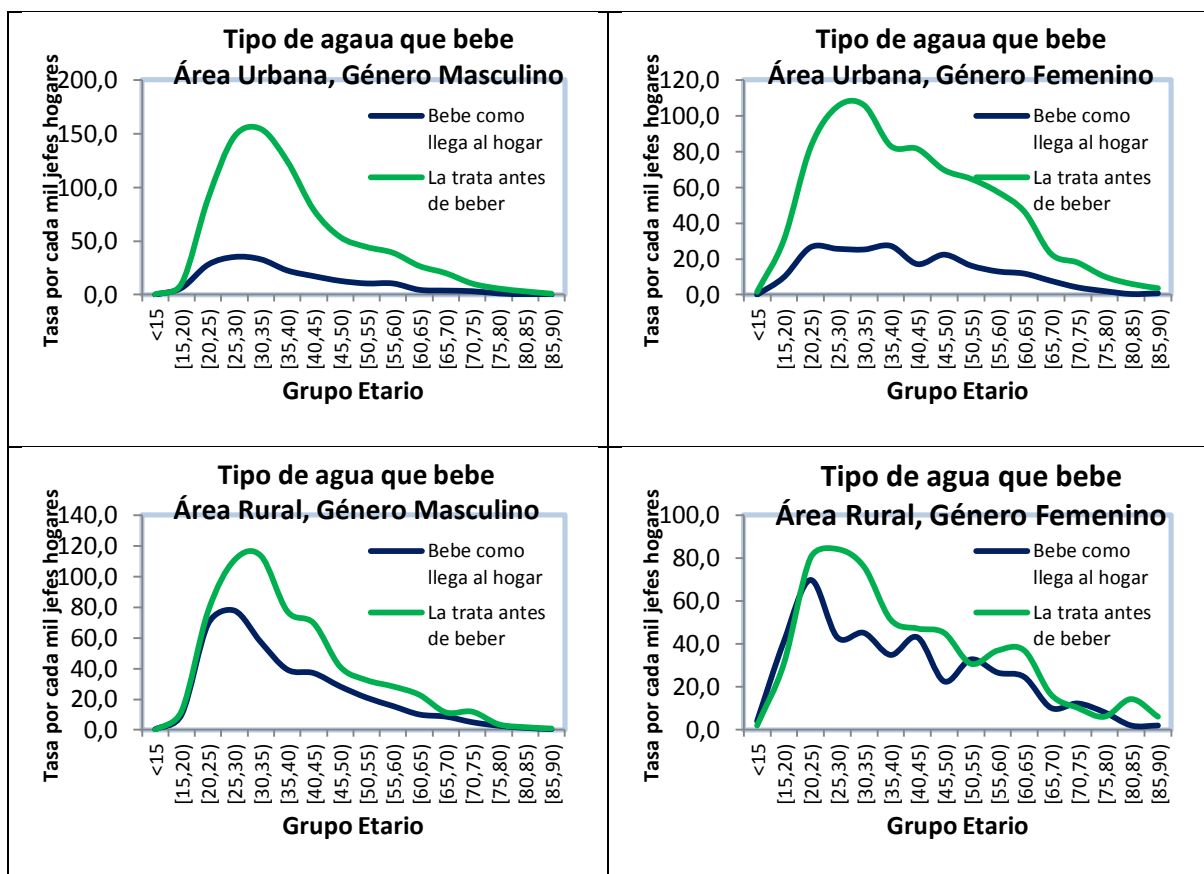 Tipo de agaua que bebe
Área Urbana, Género Masculino
Tasa por cada mil jefes hogares
200,0
150,0
100,0
50,0
0,0
Bebe como
llega al hogar
La trata antes
de beber
<15
[15,20)
[20,25)
[25,30)
[30,35)
[35,40)
[40,45)
[45,50)
[50,55)
[55,60)
[60,65)
[65,70)
[70,75)
[75,80)
[80,85)
[85,90)
Grupo Etario
Tipo de agaua que bebe
Área Urbana, Género Femenino
Tasa por cada mil jefes hogares
120,0
100,0
80,0
60,0
40,0
20,0
0,0
Bebe como
llega al hogar
La trata antes
de beber
<15
[15,20)
[20,25)
[25,30)
[30,35)
[35,40)
[40,45)
[45,50)
[50,55)
[55,60)
[60,65)
[65,70)
[70,75)
[75,80)
[80,85)
[85,90)
Grupo Etario
Tipo de agua que bebe
Área Rural, Género Masculino
Tasa por cada mil jefes hogares
140,0
120,0
100,0
80,0
60,0
40,0
20,0
0,0
Bebe como
llega al hogar
La trata antes
de beber
<15
[15,20)
[20,25)
[25,30)
[30,35)
[35,40)
[40,45)
[45,50)
[50,55)
[55,60)
[60,65)
[65,70)
[70,75)
[75,80)
[80,85)
[85,90)
Grupo Etario
Tipo de agua que bebe
Área Rural, Género Femenino
Tasa por cada mil jefes hogares
100,0
80,0
60,0
40,0
20,0
0,0
Bebe como
llega al hogar
La trata antes
de beber
<15
[15,20)
[20,25)
[25,30)
[30,35)
[35,40)
[40,45)
[45,50)
[50,55)
[55,60)
[60,65)
[65,70)
[70,75)
[75,80)
[80,85)
[85,90)
Grupo Etario